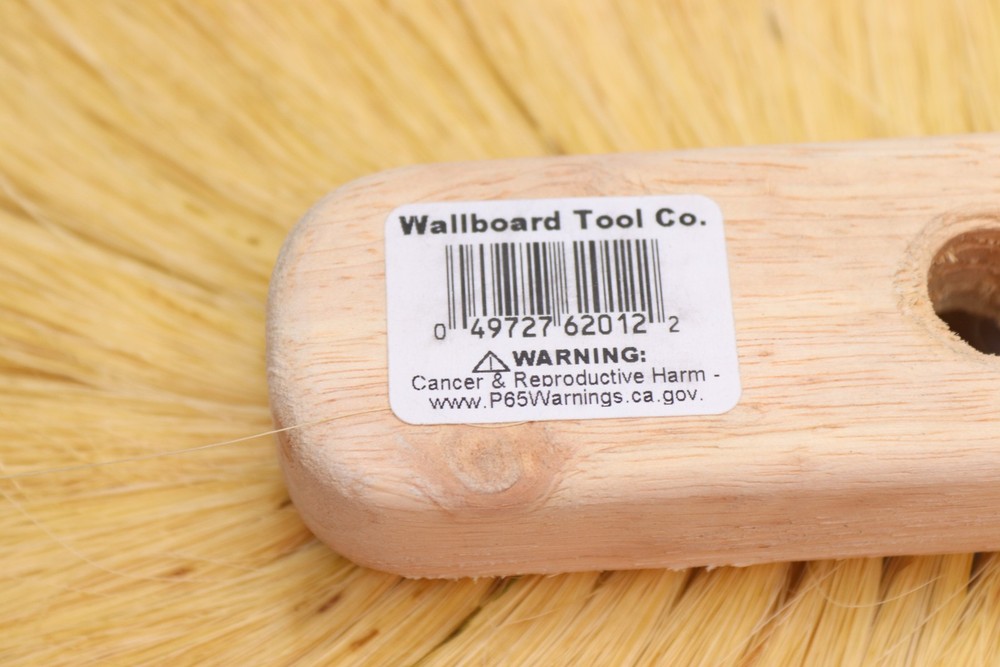 Wallboard Tool Co.
0 49727 62012 2
⚠WARNING:
Cancer & Reproductive Harm -
www.P65Warnings.ca.gov.